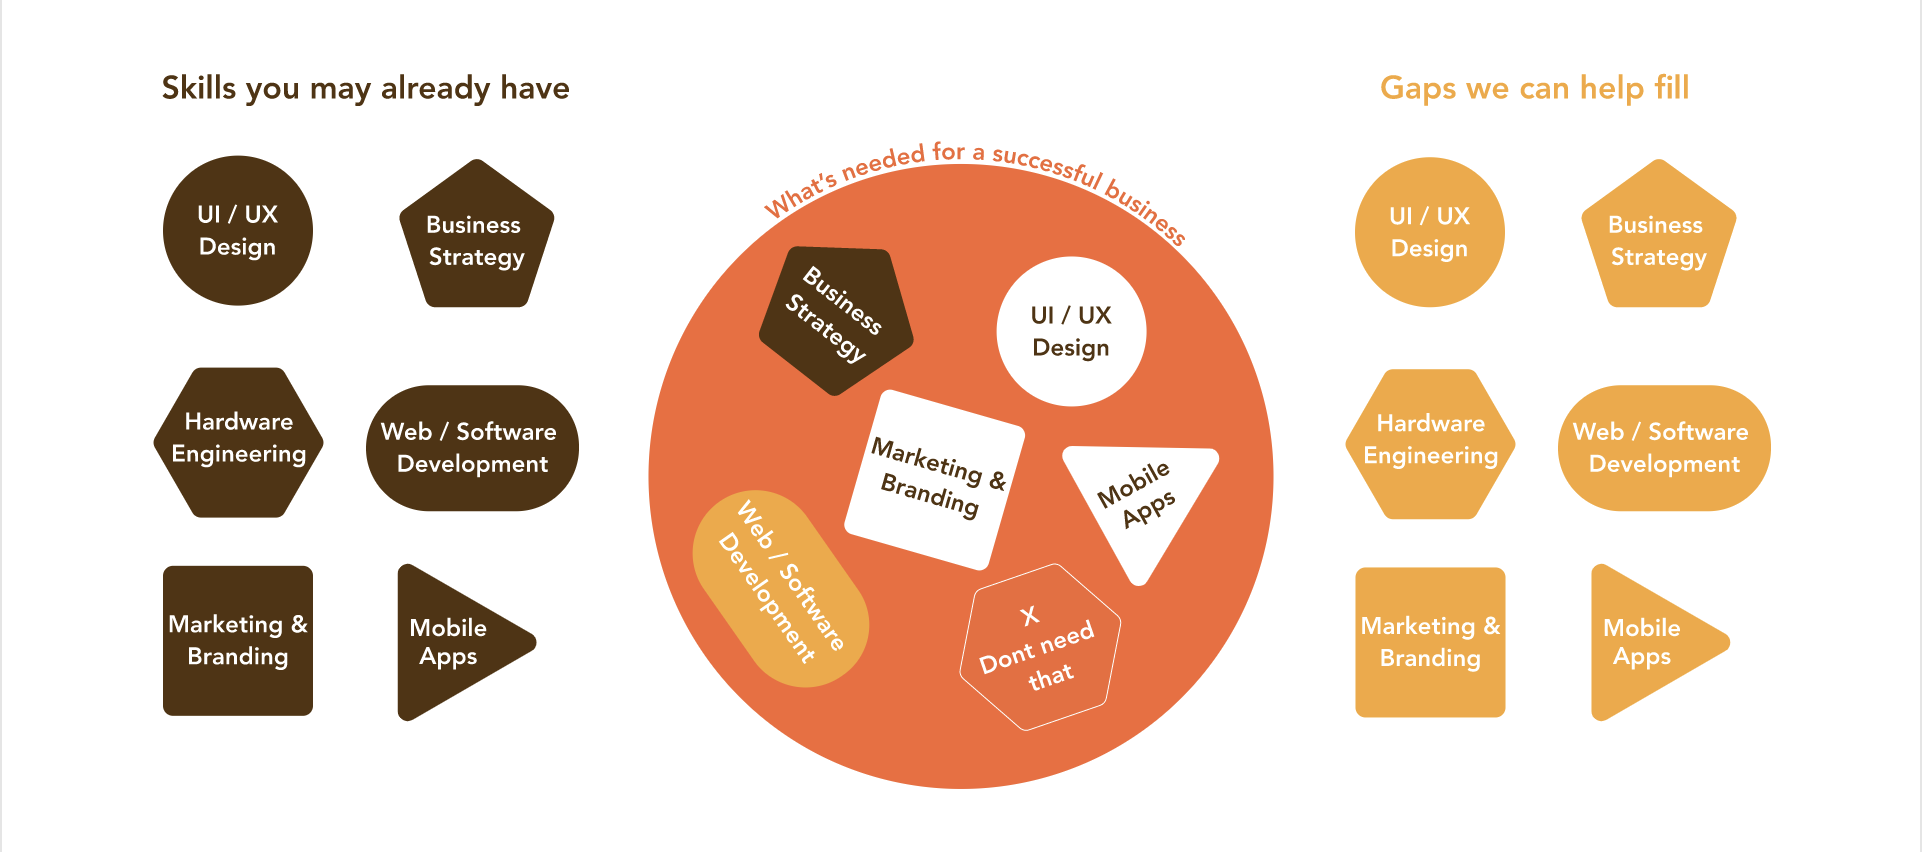 Skills you may already have
UI / UX
Design
Business
Strategy
Hardware
Engineering
Web / Software
Development
Marketing &
Branding
Mobile
Apps
What's needed for a successful business
Business
Strategy
UI / UX
Design
Marketing &
Branding
Mobile
Apps
Web / Software
Development
X
Dont need
that
Gaps we can help fill
UI / UX
Design
Business
Strategy
Hardware
Engineering
Web / Software
Development
Marketing &
Branding
Mobile
Apps